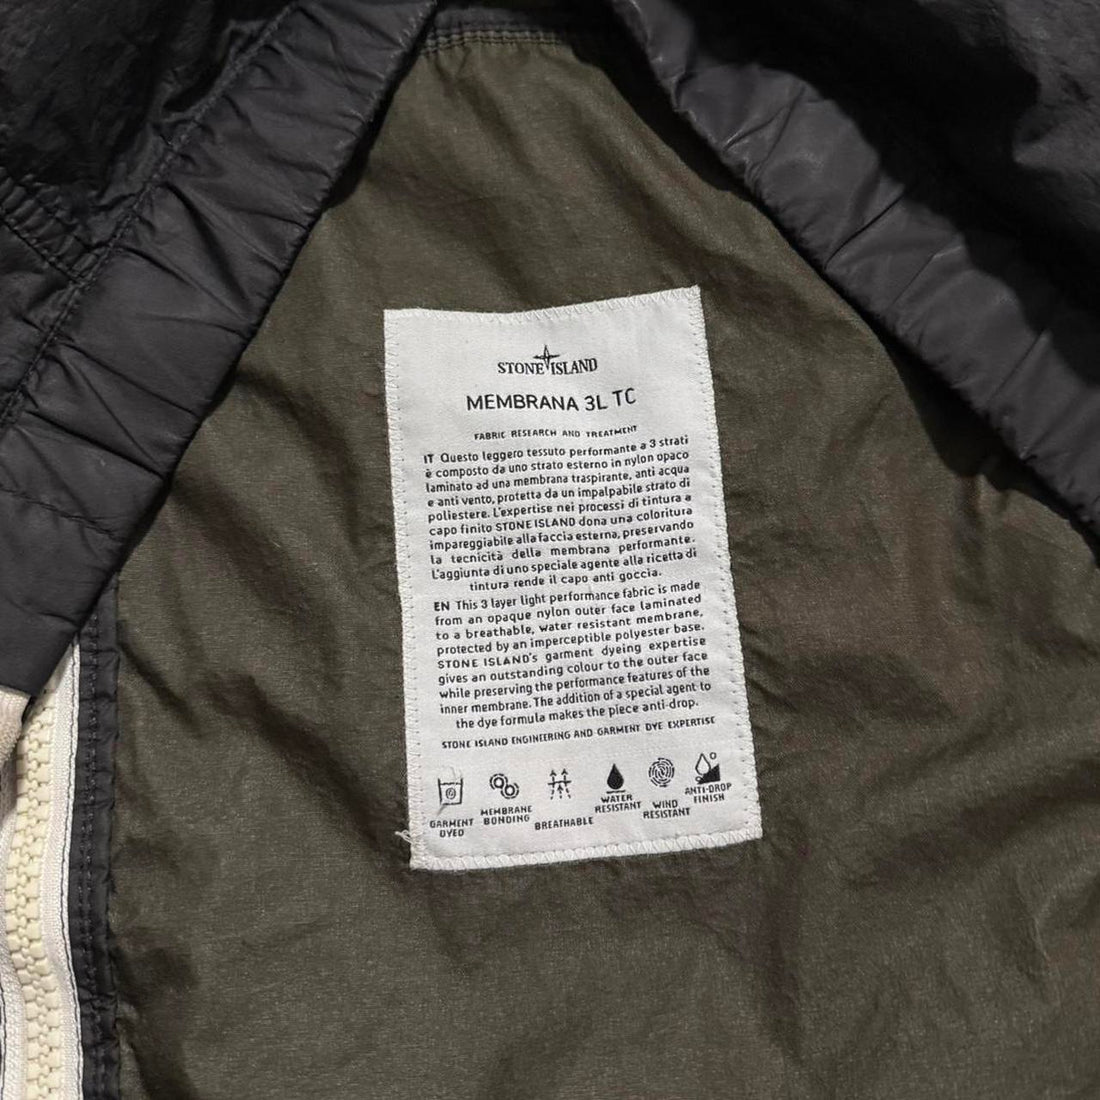 STONE ISLAND
MEMBRANA 3L TC
FABRIC RESEARCH AND TREATMENT
IT Questo leggero tessuto performante a 3 strati
è composto da uno strato esterno in nylon opaco
laminato ad una membrana traspirante, anti acqua
e anti vento, protetta da un impalpabile strato di
poliestere. L'expertise nei processi di tintura a
capo finito STONE ISLAND dona una coloritura
impareggiabile alla faccia esterna, preservando
la tecnicità della membrana performante.
L'aggiunta di uno speciale agente alla ricetta di
tintura rende il capo anti goccia.
EN This 3 layer light performance fabric is made
from an opaque nylon outer face laminated
to a breathable, water resistant membrane,
protected by an imperceptible polyester base.
STONE ISLAND's garment dyeing expertise
gives an outstanding colour to the outer face
while preserving the performance features of the
inner membrane. The addition of a special agent to
the dye formula makes the piece anti-drop.
STONE ISLAND ENGINEERING AND GARMENT DYE EXPERTISE
GARMENT
DYED
MEMBRANE
BONDING
BREATHABLE
WATER
RESISTANT
WIND
RESISTANT
ANTI-DROP
FINISH